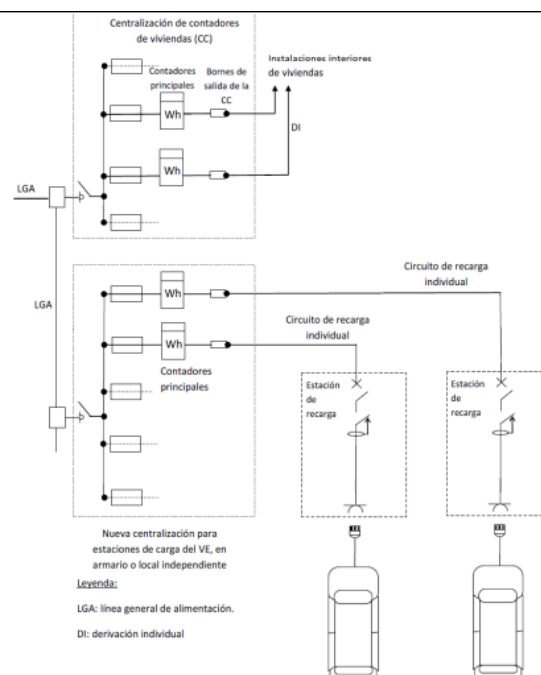 Centralización de contadores
de viviendas (CC)
Contadores
principales
Bornes de
salida de la
CC
Instalaciones interiores
de viviendas
Wh
DI
Wh
LGA
LGA
Wh
Circuito de recarga
individual
Wh
Circuito de recarga
individual
Contadores
principales
Estación
de
recarga
Estación
de
recarga
Nueva centralización para
estaciones de carga del VE, en
armario o local independiente
Leyenda:
LGA: línea general de alimentación.
DI: derivación individual